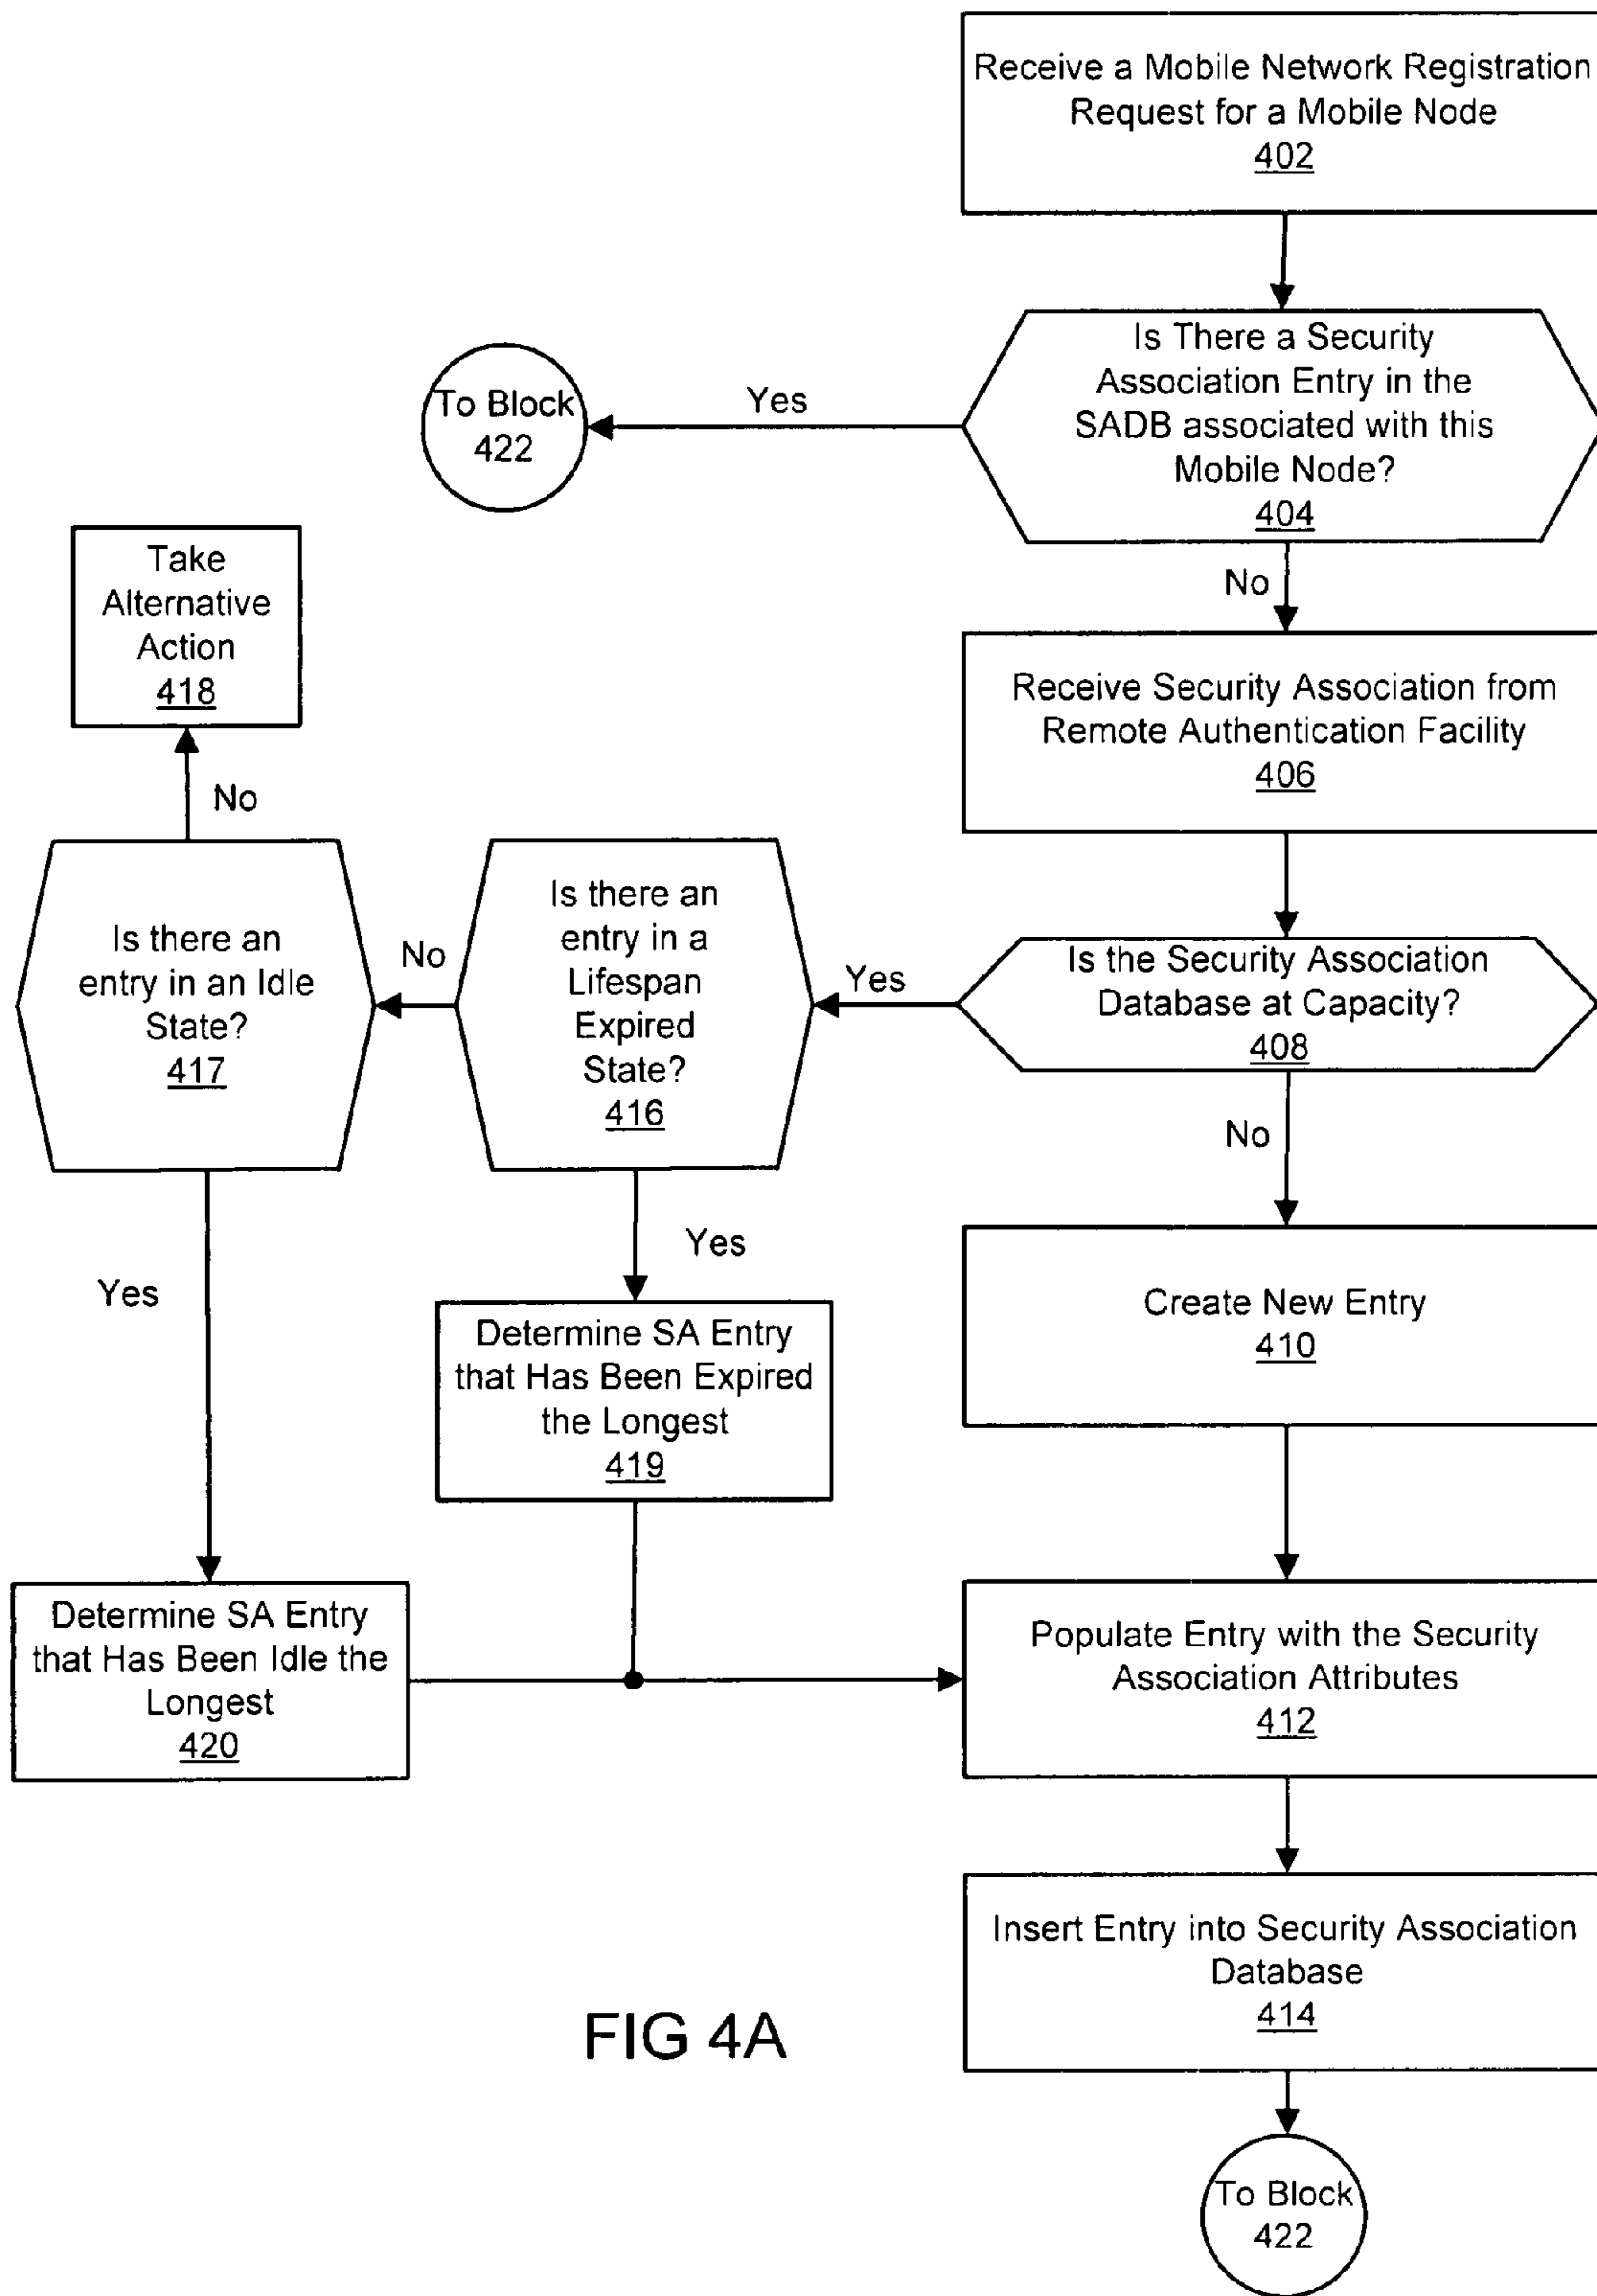 Receive a Mobile Network Registration
Request for a Mobile Node
402
Is There a Security
Association Entry in the
SADB associated with this
Mobile Node?
404
Yes
To Block
422
No
Take
Alternative
Action
418
Receive Security Association from
Remote Authentication Facility
406
No
Is there an
entry in an Idle
State?
417
No
Is there an
entry in a
Lifespan
Expired
State?
416
Yes
Is the Security Association
Database at Capacity?
408
No
Yes
Yes
Create New Entry
410
Determine SA Entry
that Has Been Expired
the Longest
419
Determine SA Entry
that Has Been Idle the
Longest
420
Populate Entry with the Security
Association Attributes
412
Insert Entry into Security Association
Database
414
FIG 4A
To Block
422